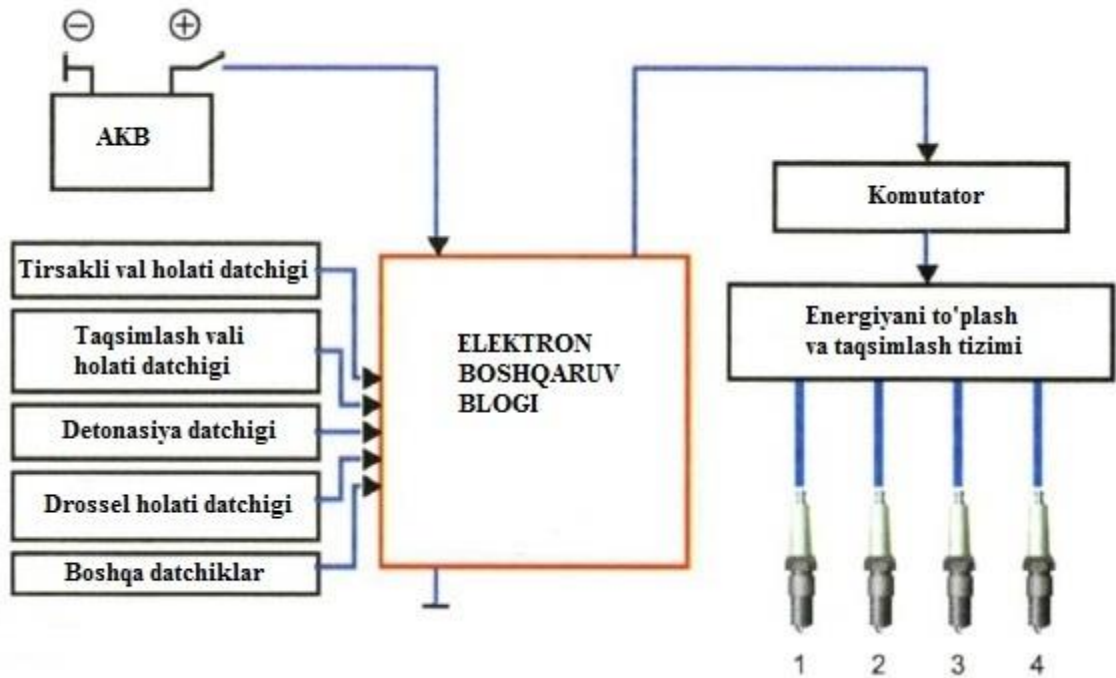 AKB
Tirsakli val holati datchigi
Taqsimlash vali
holati datchigi
Detonasiya datchigi
Drossel holati datchigi
Boshqa datchiklar
ELEKTRON
BOSHQARUV
BLOGI
Komutator
Energiyani to'plash
va taqsimlash tizimi
1 2 3 4